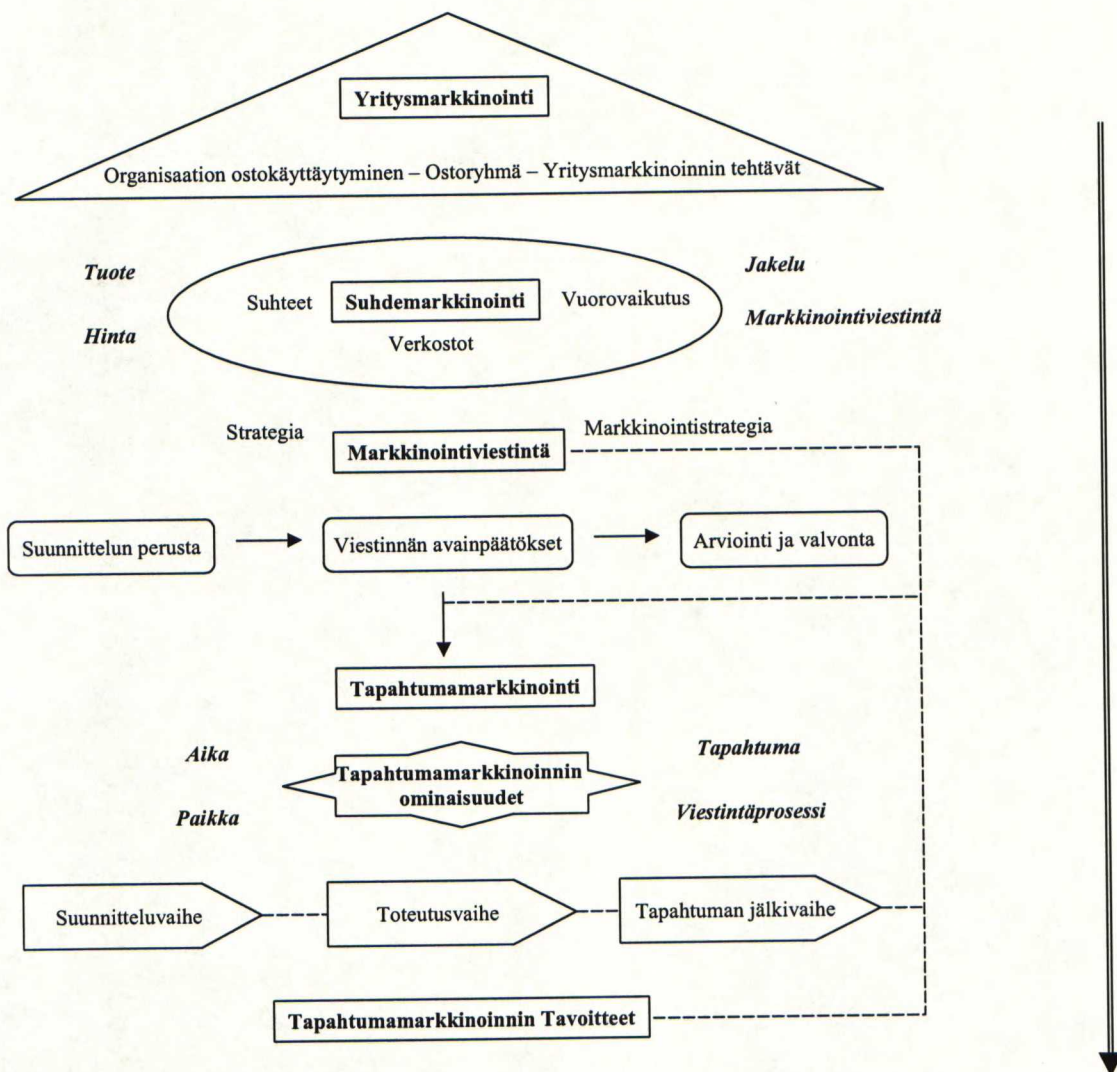 Yritysmarkkinointi
Organisaation ostokäyttäytyminen – Ostoryhmä – Yritysmarkkinoinnin tehtävät
Tuote
Jakelu
Suhteet
Suhdemarkkinointi
Vuorovaikutus
Hinta
Markkinointiviestintä
Verkostot
Strategia
Markkinointiviestintä
Markkinointistrategia
Suunnittelun perusta
Viestinnän avainpäätökset
Arviointi ja valvonta
Tapahtumamarkkinointi
Aika
Tapahtuma
Tapahtumamarkkinoinnin
ominaisuudet
Paikka
Viestintäprosessi
Suunnitteluvaihe
Toteutusvaihe
Tapahtuman jälkivaihe
Tapahtumamarkkinoinnin Tavoitteet